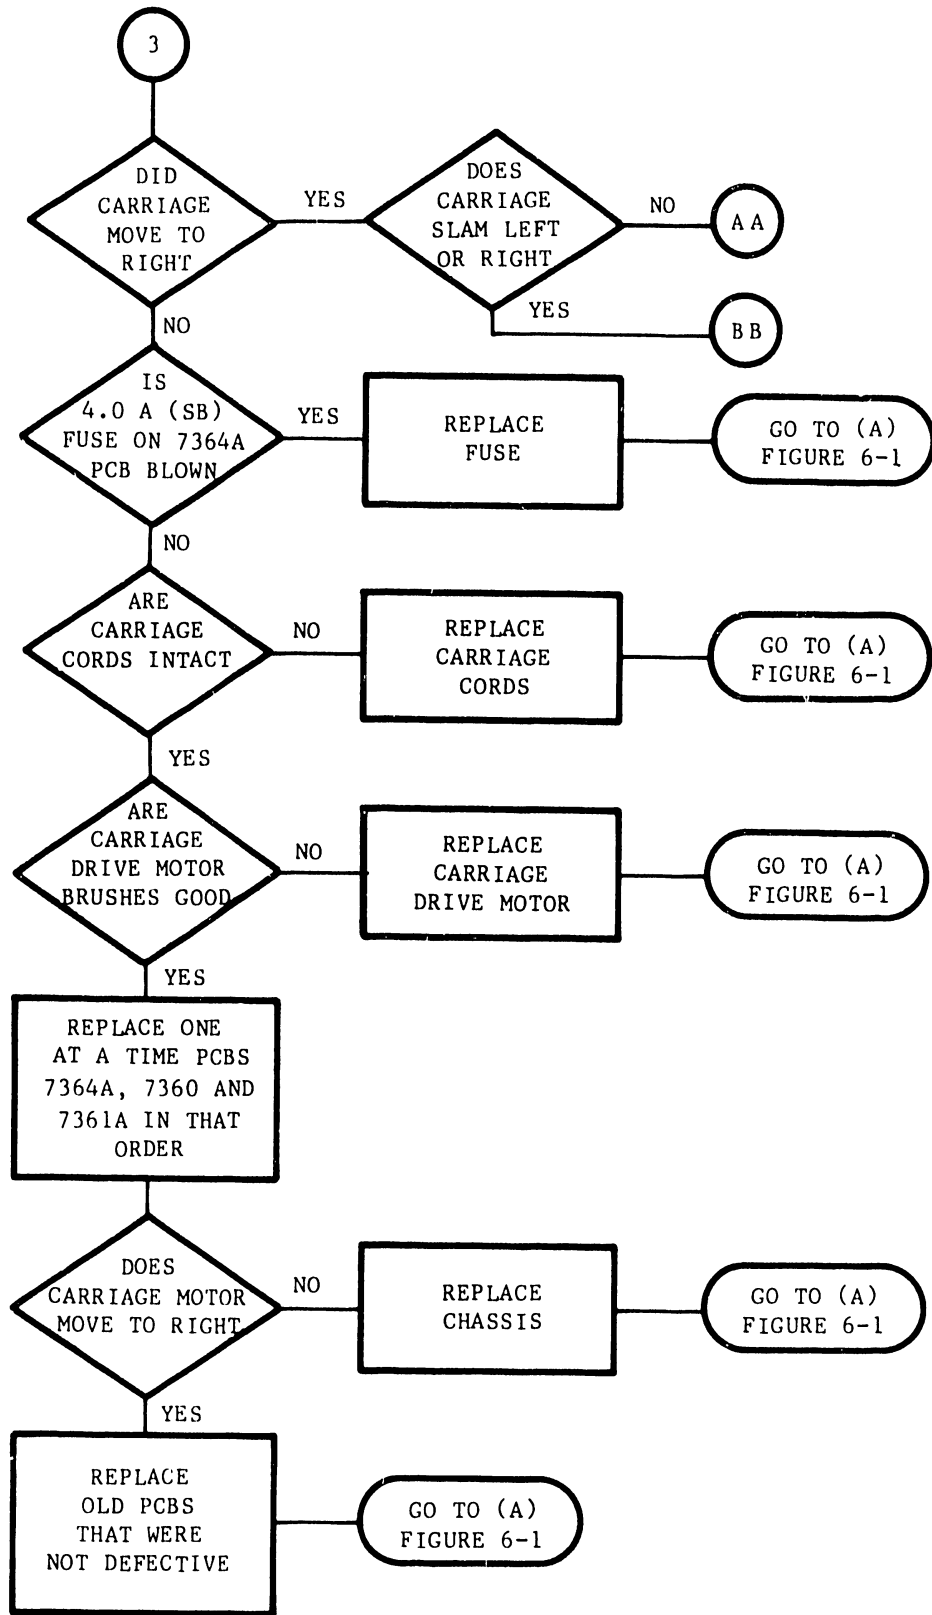 3
DID
CARRIAGE
MOVE TO
RIGHT
YES
DOES
CARRIAGE
SLAM LEFT
OR RIGHT
NO
AA
YES
BB
NO
IS
4.0 A (SB)
FUSE ON 7364A
PCB BLOWN
YES
REPLACE
FUSE
GO TO (A)
FIGURE 6-1
NO
ARE
CARRIAGE
CORDS INTACT
NO
REPLACE
CARRIAGE
CORDS
GO TO (A)
FIGURE 6-1
YES
ARE
CARRIAGE
DRIVE MOTOR
BRUSHES GOOD
NO
REPLACE
CARRIAGE
DRIVE MOTOR
GO TO (A)
FIGURE 6-1
YES
REPLACE ONE
AT A TIME PCBS
7364A, 7360 AND
7361A IN THAT
ORDER
DOES
CARRIAGE MOTOR
MOVE TO RIGHT
NO
REPLACE
CHASSIS
GO TO (A)
FIGURE 6-1
YES
REPLACE
OLD PCBS
THAT WERE
NOT DEFECTIVE
GO TO (A)
FIGURE 6-1